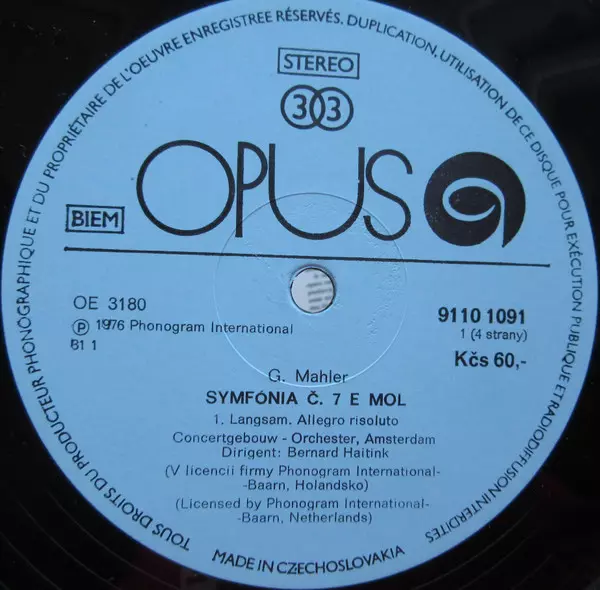 TOUS DROITS DU PRODUCTEUR PHONOGRAPHIQUE ET DU PROPRIÉTAIRE DE L'OEUVRE ENREGISTREE RÉSERVÉS. DUPLICATION, UTILISATION DE CE DISQUE POUR EXÉCUTION PUBLIQUE ET RADIODIFFUSION INTERDITES
STEREO
33
OPUS
BIEM
OE 3180
Ⓟ 1976 Phonogram International
81 1
9110 1091
1 (4 strany)
Kčs 60,-
G. Mahler
SYMFÓNIA Č. 7 E MOL
1. Langsam. Allegro risoluto
Concertgebouw - Orchester, Amsterdam
Dirigent: Bernard Haitink
(V licencii firmy Phonogram International-
-Baarn, Holandsko)
(Licensed by Phonogram International-
-Baarn, Netherlands)
MADE IN CZECHOSLOVAKIA